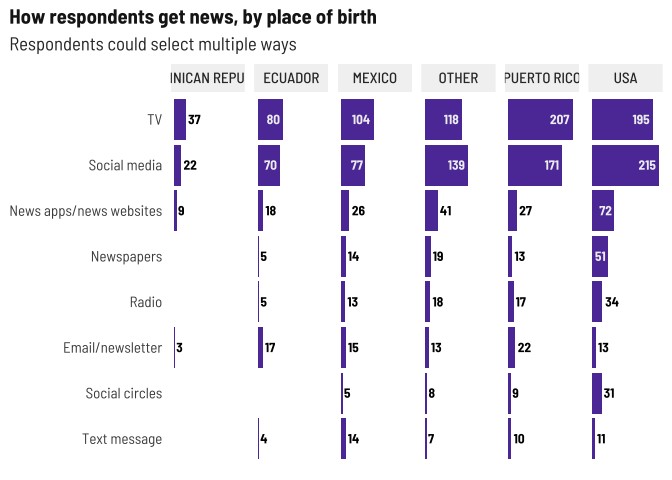 How respondents get news, by place of birth
Respondents could select multiple ways
INICAN REPU ECUADOR MEXICO OTHER PUERTO RICO USA
TV 37 80 104 118 207 195
Social media 22 70 77 139 171 215
News apps/news websites 9 18 26 41 27 72
Newspapers 5 14 19 13 51
Radio 5 13 18 17 34
Email/newsletter 3 17 15 13 22 13
Social circles 5 8 9 31
Text message 4 14 7 10 11